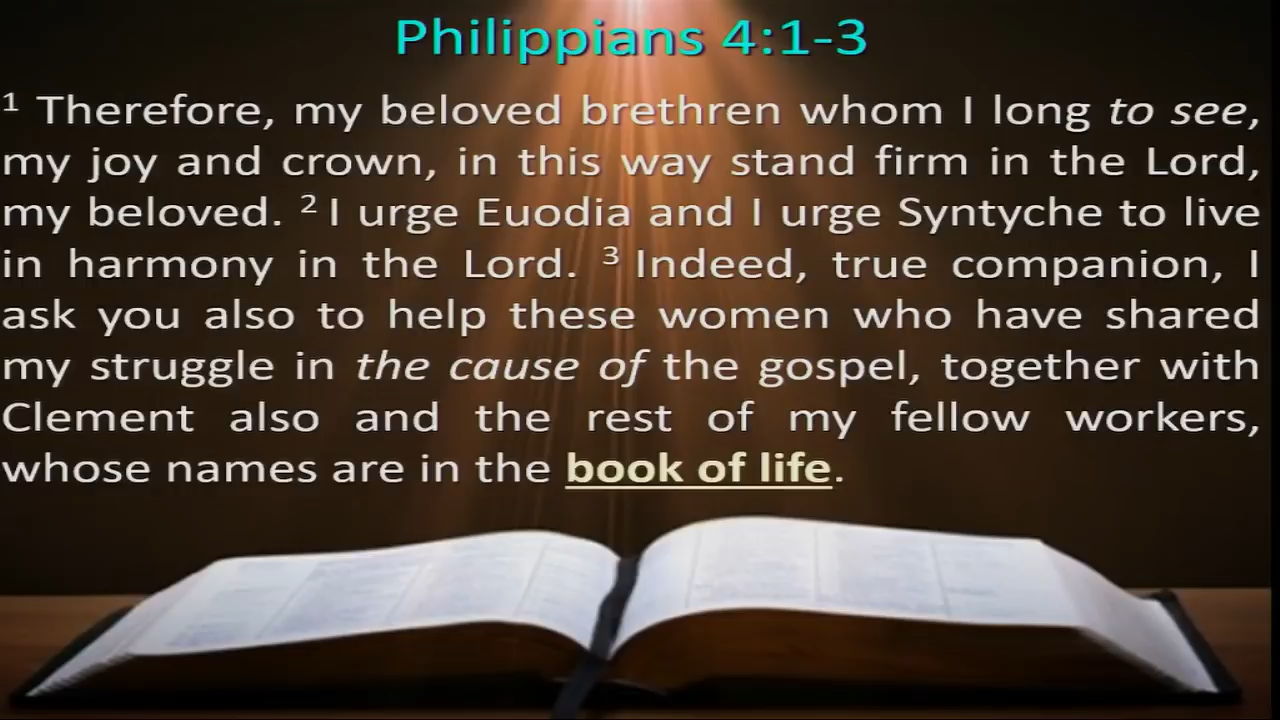 Philippians 4:1-3
1 Therefore, my beloved brethren whom I long to see,
my joy and crown, in this way stand firm in the Lord,
my beloved. 2 I urge Euodia and I urge Syntyche to live
in harmony in the Lord. 3 Indeed, true companion, I
ask you also to help these women who have shared
my struggle in the cause of the gospel, together with
Clement also and the rest of my fellow workers,
whose names are in the book of life.